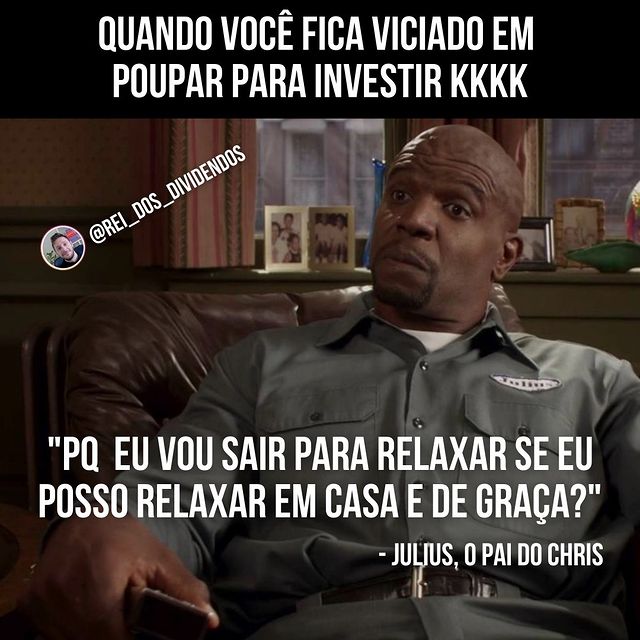 QUANDO VOCÊ FICA VICIADO EM
POUPAR PARA INVESTIR KKKK
@REI_DOS_DIVIDENDOS
Julius
"PQ EU VOU SAIR PARA RELAXAR SE EU
POSSO RELAXAR EM CASA E DE GRAÇA?"
- JULIUS, O PAI DO CHRIS